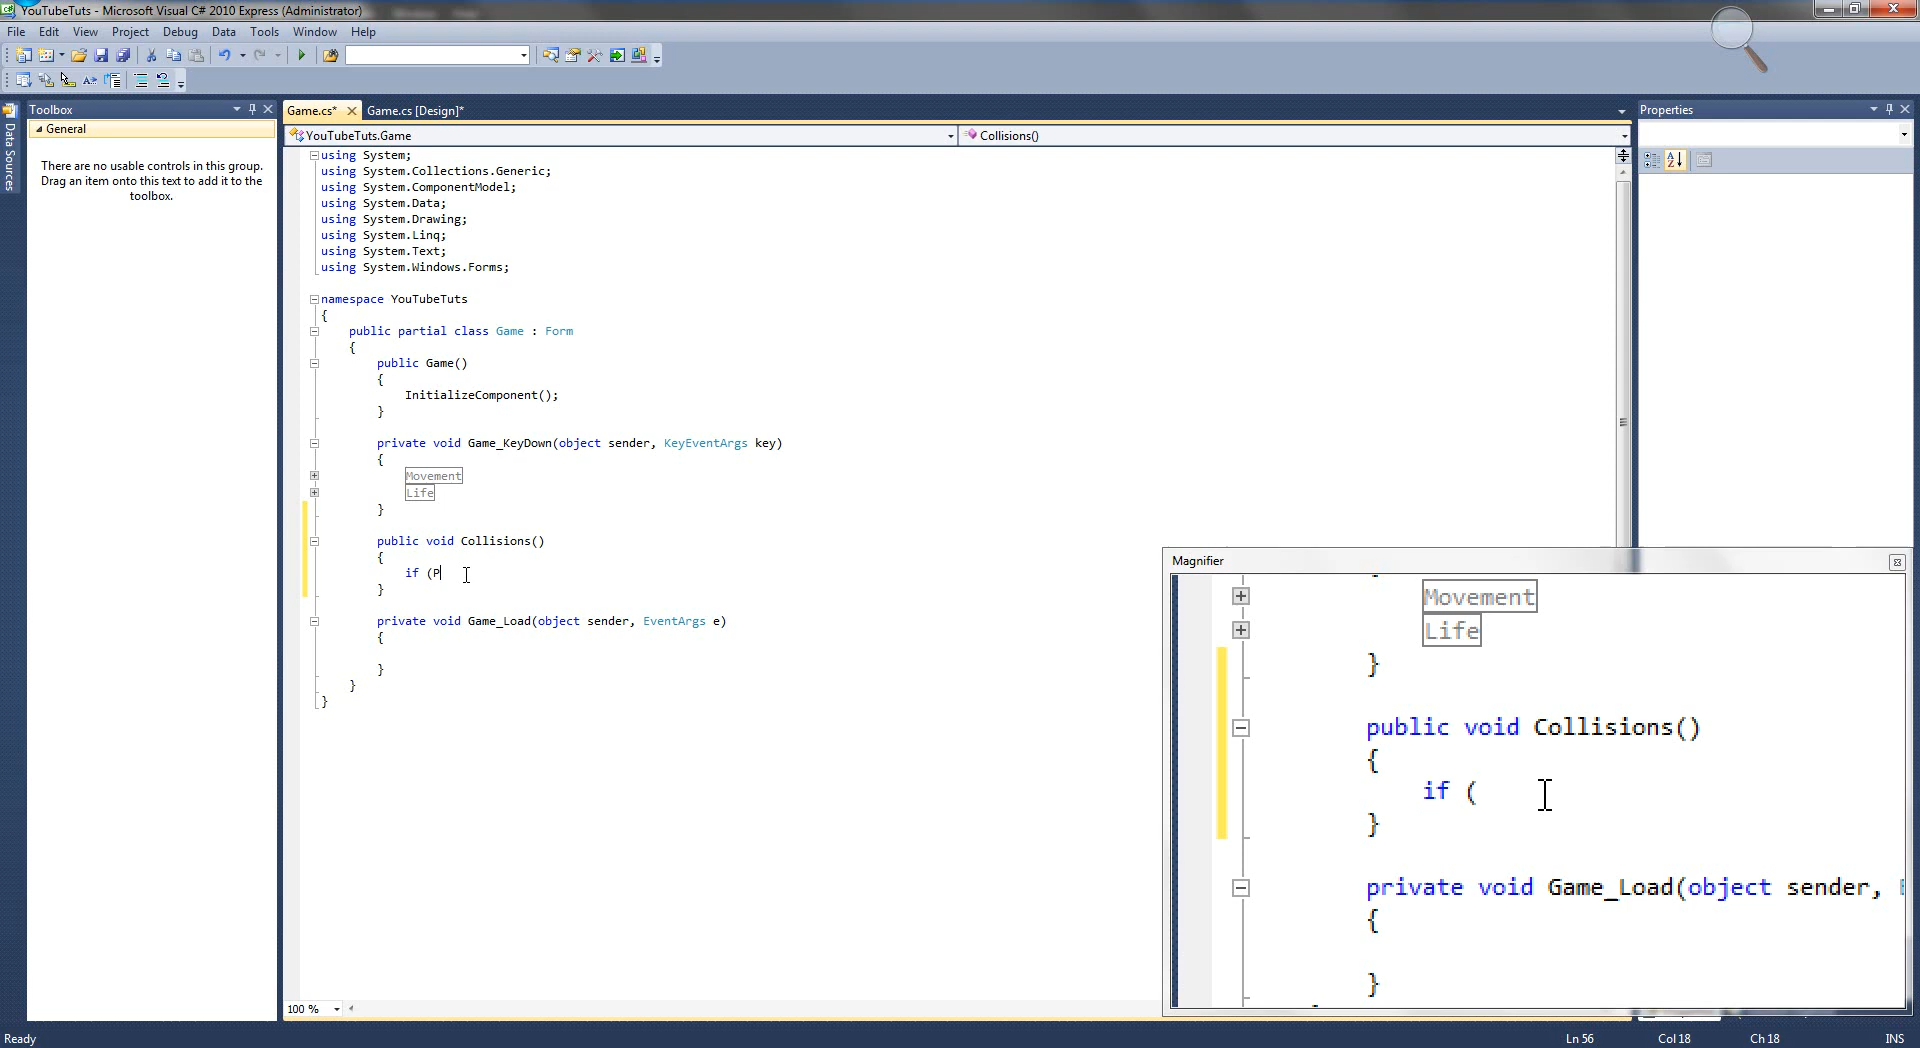 YouTubeTuts - Microsoft Visual C# 2010 Express (Administrator)
File Edit View Project Debug Data Tools Window Help
Data Sources
Toolbox
General
There are no usable controls in this group. Drag an item onto this text to add it to the toolbox.
Game.cs* Game.cs [Design]*
YouTubeTuts.Game Collisions()
using System;
using System.Collections.Generic;
using System.ComponentModel;
using System.Data;
using System.Drawing;
using System.Linq;
using System.Text;
using System.Windows.Forms;
namespace YouTubeTuts
{
public partial class Game : Form
{
public Game()
{
InitializeComponent();
}
private void Game_KeyDown(object sender, KeyEventArgs key)
{
Movement
Life
}
public void Collisions()
{
if (P
}
private void Game_Load(object sender, EventArgs e)
{
}
}
}
100 %
Properties
Magnifier
Movement
Life
}
public void Collisions()
{
if (
}
private void Game_Load(object sender,
{
}
Ready Ln 56 Col 18 Ch 18 INS